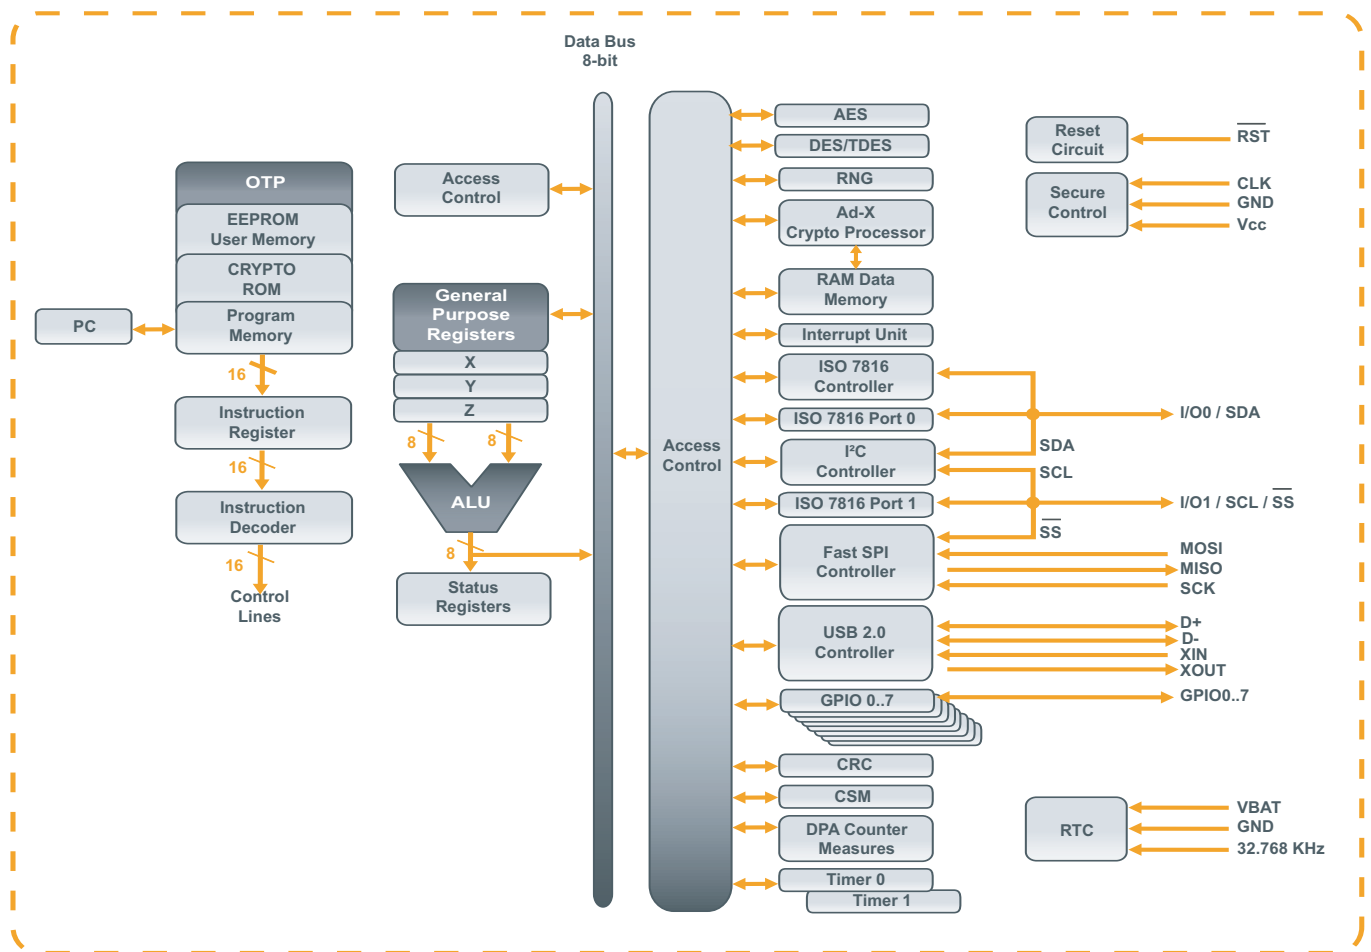 Data Bus
8-bit
OTP
EEPROM
User Memory
CRYPTO
ROM
Program
Memory
PC
16
Instruction
Register
16
Instruction
Decoder
16
Control
Lines
Access
Control
General
Purpose
Registers
X
Y
Z
8
8
ALU
8
Status
Registers
Access
Control
AES
DES/TDES
RNG
Ad-X
Crypto Processor
RAM Data
Memory
Interrupt Unit
ISO 7816
Controller
ISO 7816 Port 0
I²C
Controller
ISO 7816 Port 1
Fast SPI
Controller
USB 2.0
Controller
GPIO 0..7
CRC
CSM
DPA Counter
Measures
Timer 0
Timer 1
Reset
Circuit
RST
Secure
Control
CLK
GND
Vcc
I/O0 / SDA
SDA
SCL
I/O1 / SCL / SS
SS
MOSI
MISO
SCK
D+
D-
XIN
XOUT
GPIO0..7
RTC
VBAT
GND
32.768 KHz